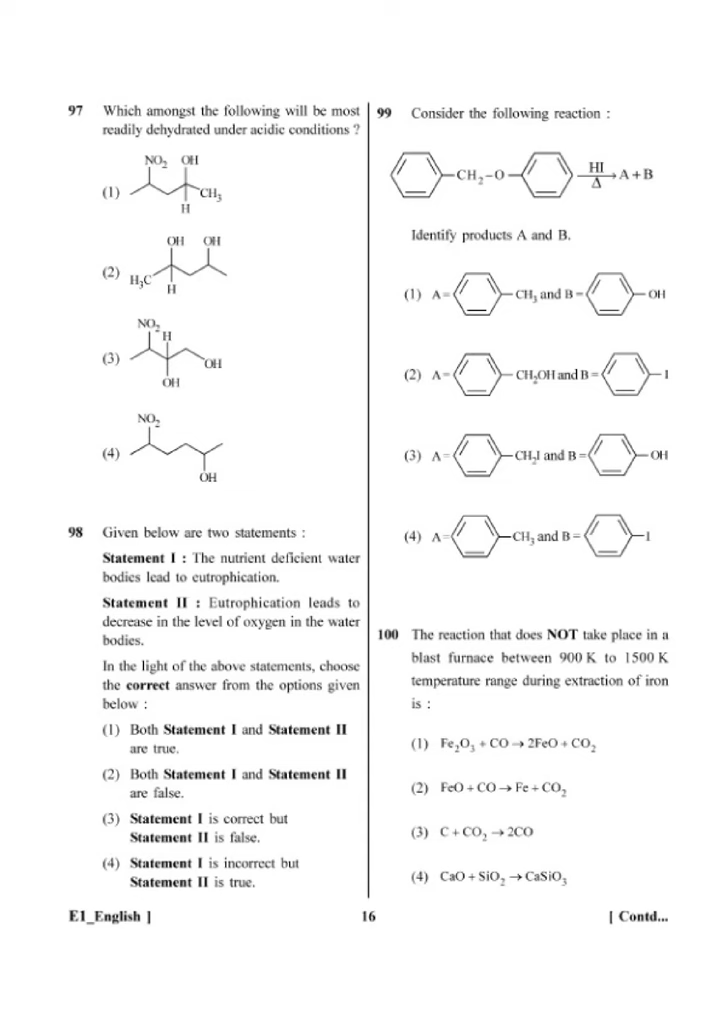 97 Which amongst the following will be most
readily dehydrated under acidic conditions ?
(1) NO2 OH
CH3
H
(2) OH OH
H3C
H
(3) NO2
H
OH
OH
(4) NO2
OH
98 Given below are two statements :
Statement I : The nutrient deficient water
bodies lead to eutrophication.
Statement II : Eutrophication leads to
decrease in the level of oxygen in the water
bodies.
In the light of the above statements, choose
the correct answer from the options given
below :
(1) Both Statement I and Statement II
are true.
(2) Both Statement I and Statement II
are false.
(3) Statement I is correct but
Statement II is false.
(4) Statement I is incorrect but
Statement II is true.
99 Consider the following reaction :
CH2–O HI Δ → A + B
Identify products A and B.
(1) A = CH3 and B = OH
(2) A = CH2OH and B = I
(3) A = CH2I and B = OH
(4) A = CH3 and B = I
100 The reaction that does NOT take place in a
blast furnace between 900 K to 1500 K
temperature range during extraction of iron
is :
(1) Fe2O3 + CO → 2FeO + CO2
(2) FeO + CO → Fe + CO2
(3) C + CO2 → 2CO
(4) CaO + SiO2 → CaSiO3
E1_English ] 16 [ Contd...